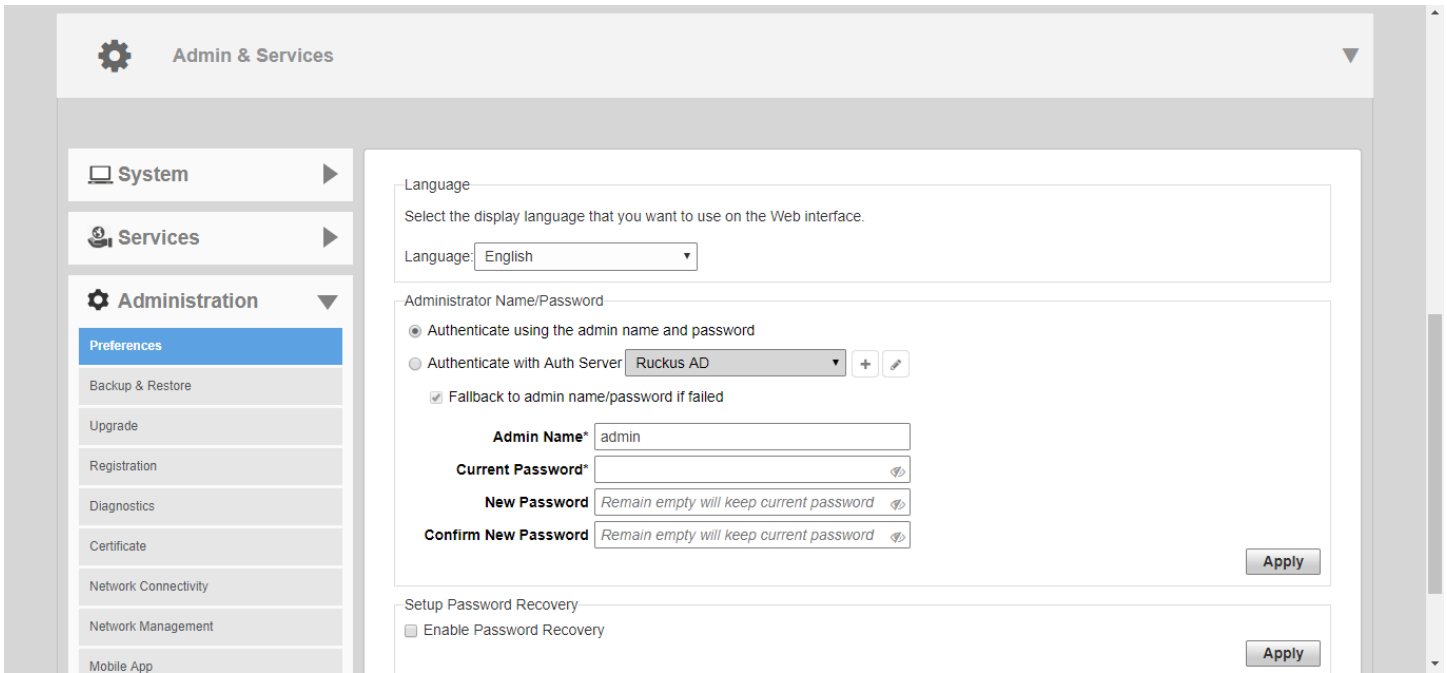 Admin & Services
System
Services
Administration
Preferences
Backup & Restore
Upgrade
Registration
Diagnostics
Certificate
Network Connectivity
Network Management
Mobile App
Language
Select the display language that you want to use on the Web interface.
Language: English
Administrator Name/Password
Authenticate using the admin name and password
Authenticate with Auth Server Ruckus AD
Fallback to admin name/password if failed
Admin Name* admin
Current Password*
New Password Remain empty will keep current password
Confirm New Password Remain empty will keep current password
Apply
Setup Password Recovery
Enable Password Recovery
Apply